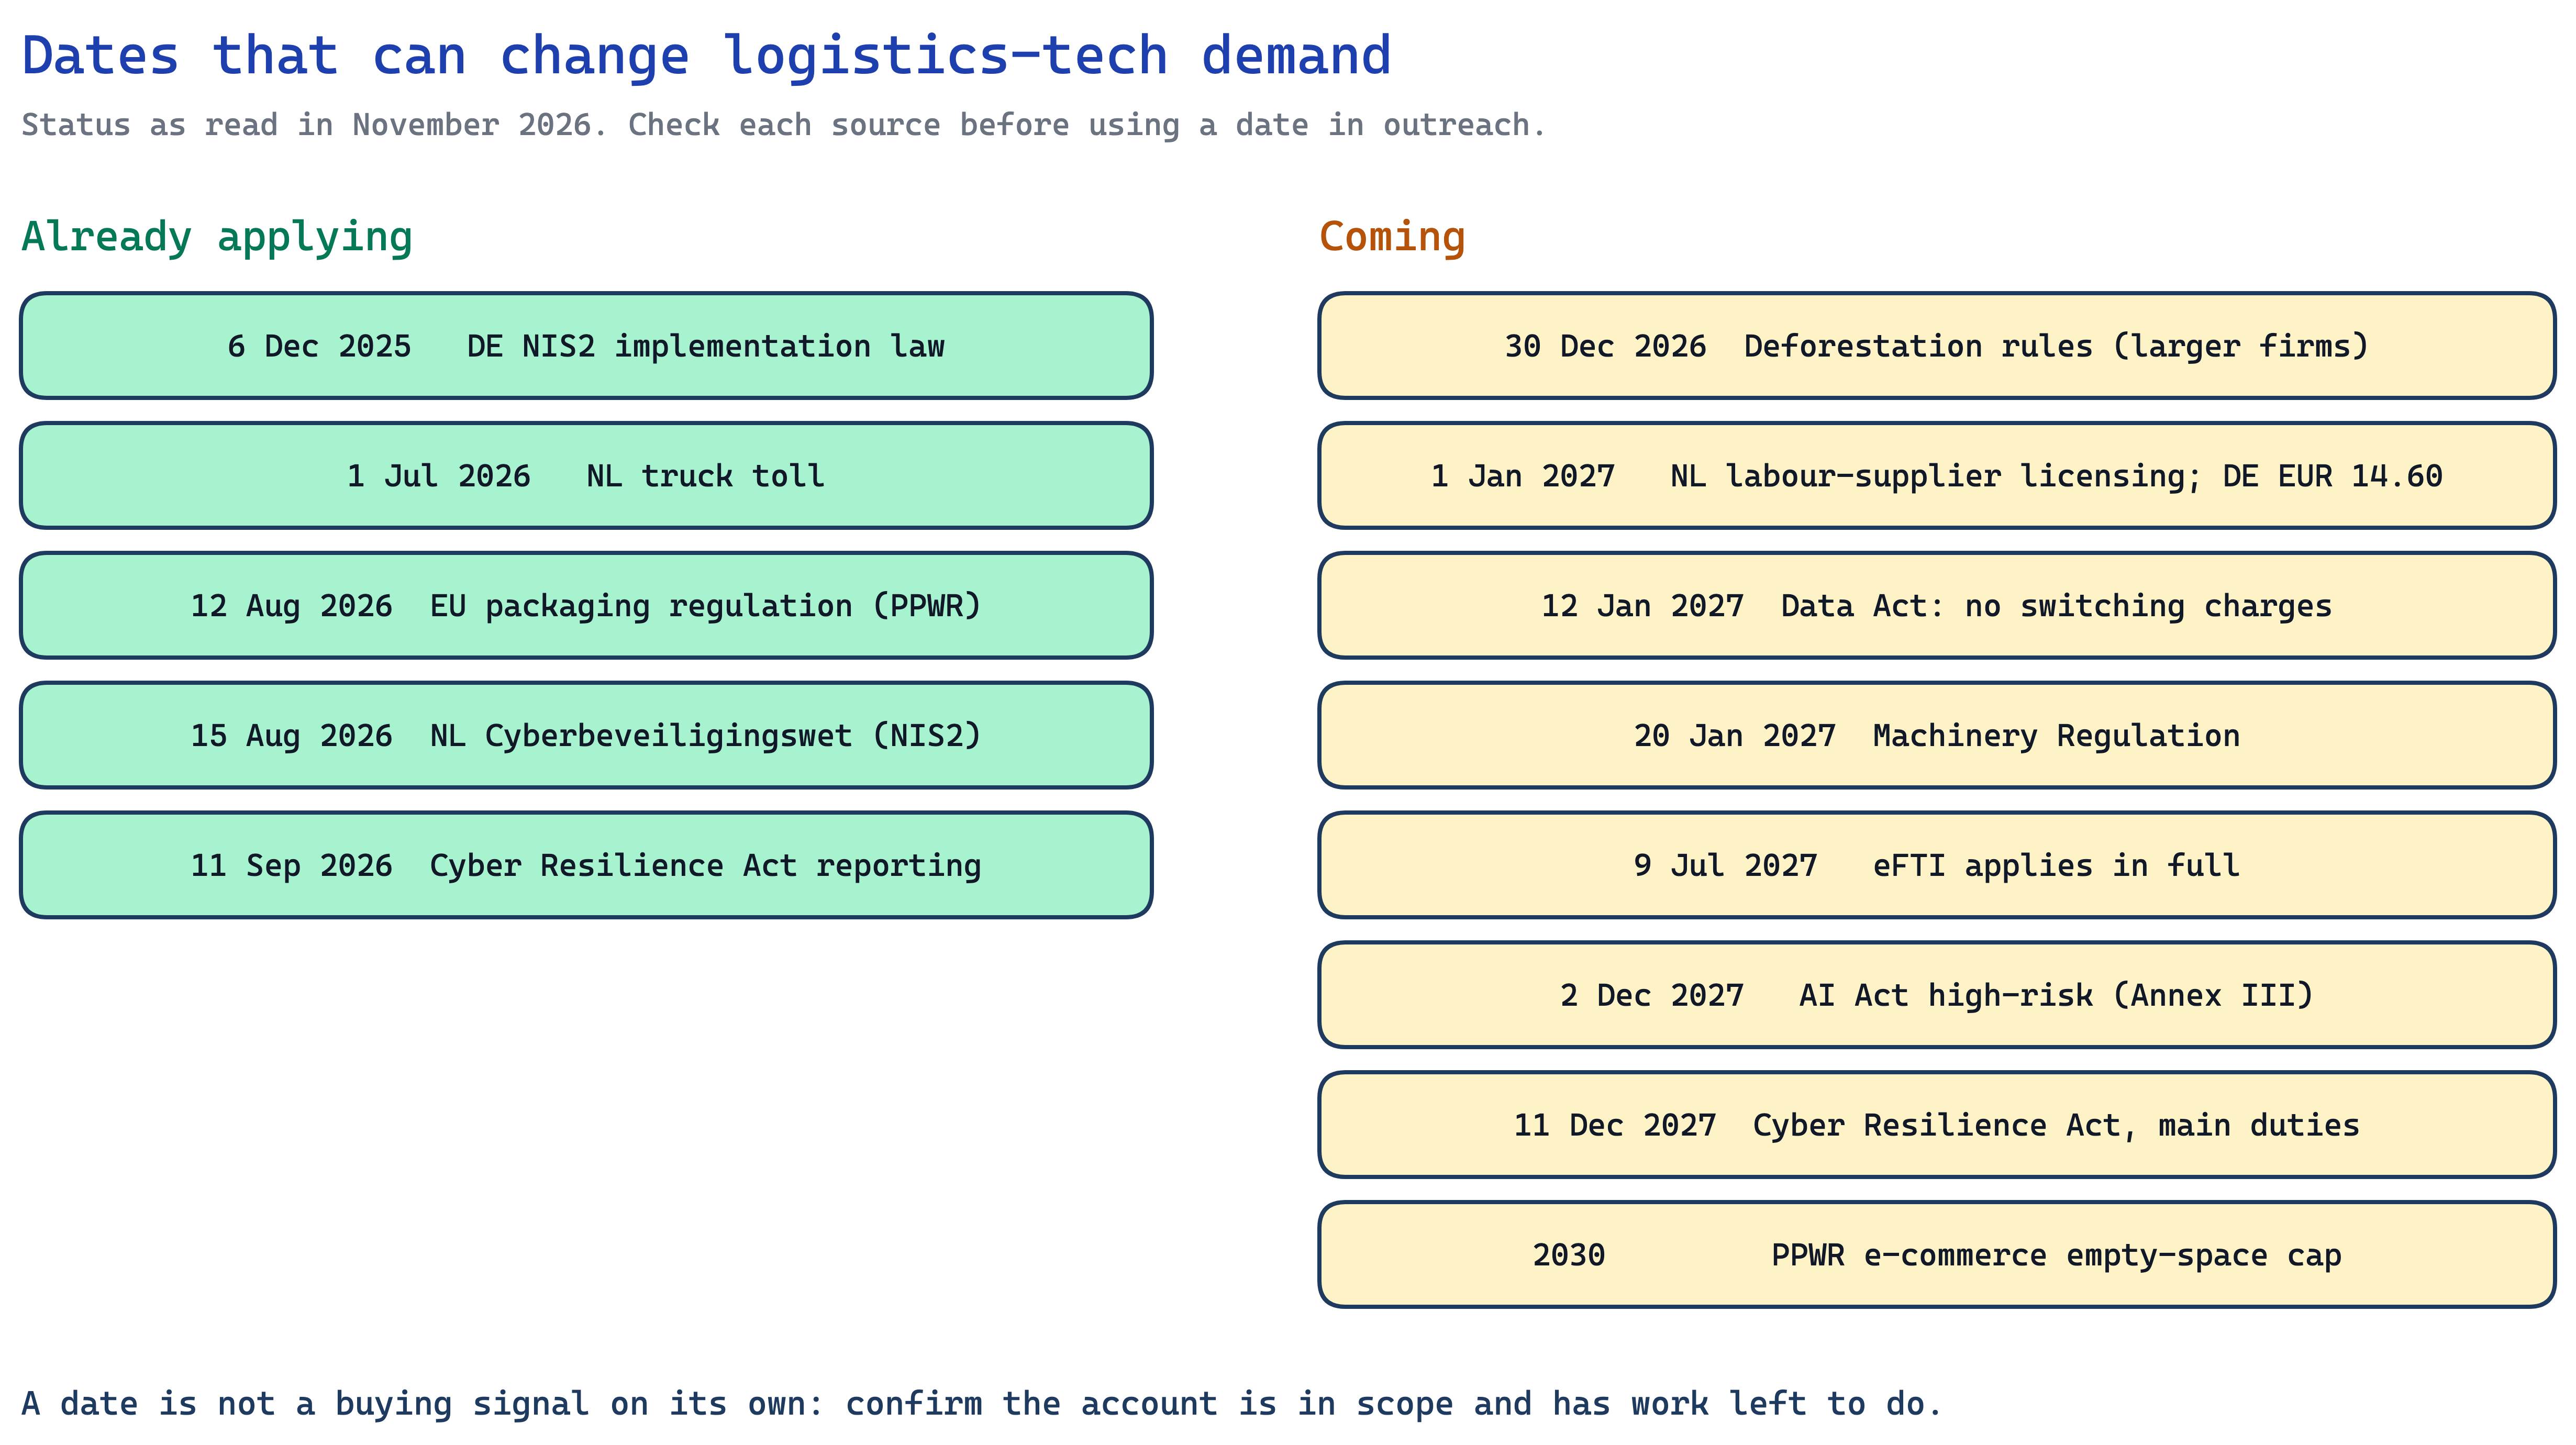 Dates that can change logistics-tech demand
Status as read in November 2026. Check each source before using a date in outreach.
Already applying
6 Dec 2025   DE NIS2 implementation law
1 Jul 2026   NL truck toll
12 Aug 2026  EU packaging regulation (PPWR)
15 Aug 2026  NL Cyberbeveiligingswet (NIS2)
11 Sep 2026  Cyber Resilience Act reporting
Coming
30 Dec 2026  Deforestation rules (larger firms)
1 Jan 2027   NL labour-supplier licensing; DE EUR 14.60
12 Jan 2027  Data Act: no switching charges
20 Jan 2027  Machinery Regulation
9 Jul 2027   eFTI applies in full
2 Dec 2027   AI Act high-risk (Annex III)
11 Dec 2027  Cyber Resilience Act, main duties
2030         PPWR e-commerce empty-space cap
A date is not a buying signal on its own: confirm the account is in scope and has work left to do.